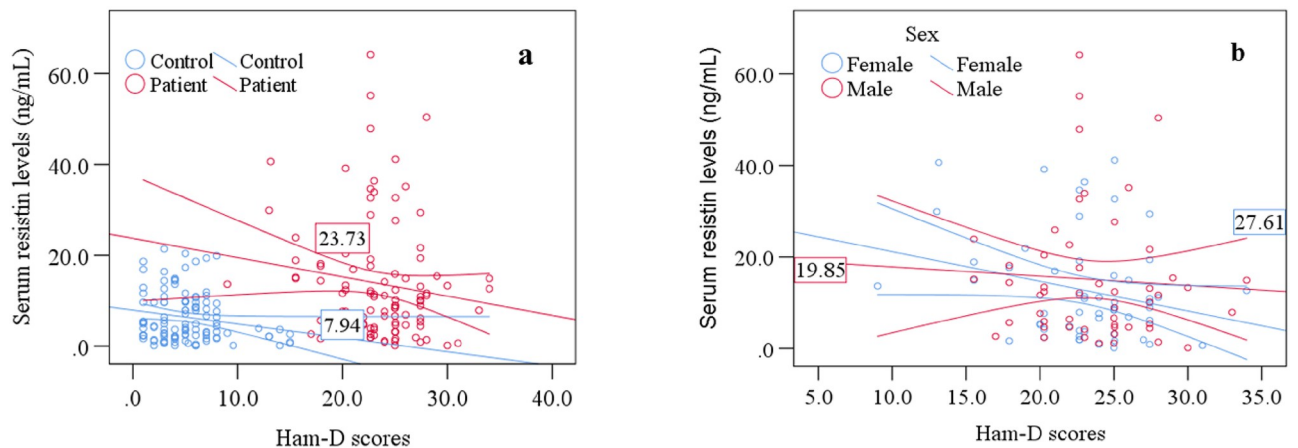 a
Control Control
Patient Patient
Serum resistin levels (ng/mL)
60.0
40.0
20.0
.0
23.73
7.94
.0 10.0 20.0 30.0 40.0
Ham-D scores
Sex
b
Female Female
Male Male
Serum resistin levels (ng/mL)
60.0
40.0
20.0
.0
27.61
19.85
5.0 10.0 15.0 20.0 25.0 30.0 35.0
Ham-D scores